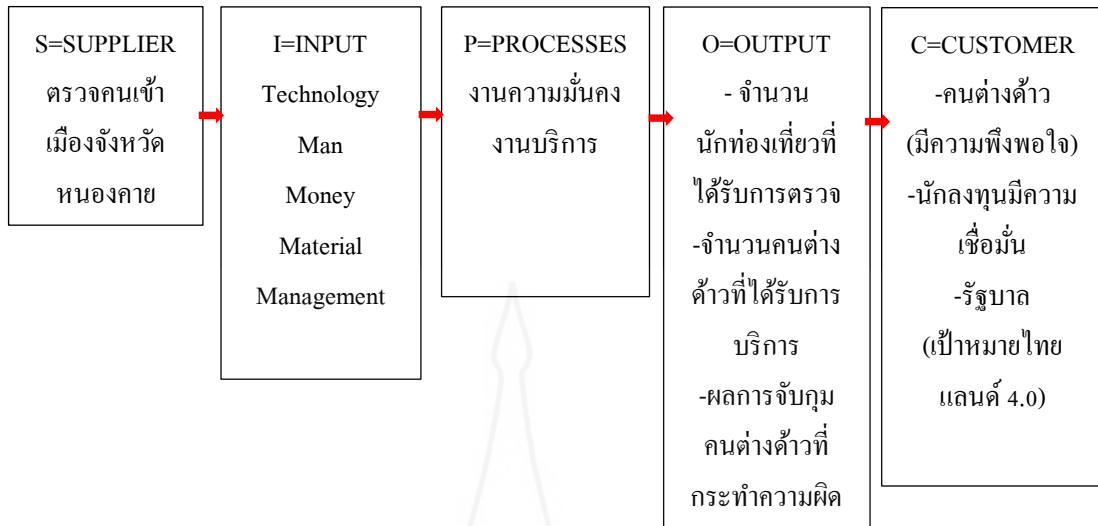 S=SUPPLIER
ตรวจคนเข้า
เมืองจังหวัด
หนองคาย
I=INPUT
Technology
Man
Money
Material
Management
P=PROCESSES
งานความมั่นคง
งานบริการ
O=OUTPUT
- จำนวน
นักท่องเที่ยวที่
ได้รับการตรวจ
-จำนวนคนต่าง
ด้าวที่ได้รับการ
บริการ
-ผลการจับกุม
คนต่างด้าวที่
กระทำความผิด
C=CUSTOMER
-คนต่างด้าว
(มีความพึงพอใจ)
-นักลงทุนมีความ
เชื่อมั่น
-รัฐบาล
(เป้าหมายไทย
แลนด์ 4.0)